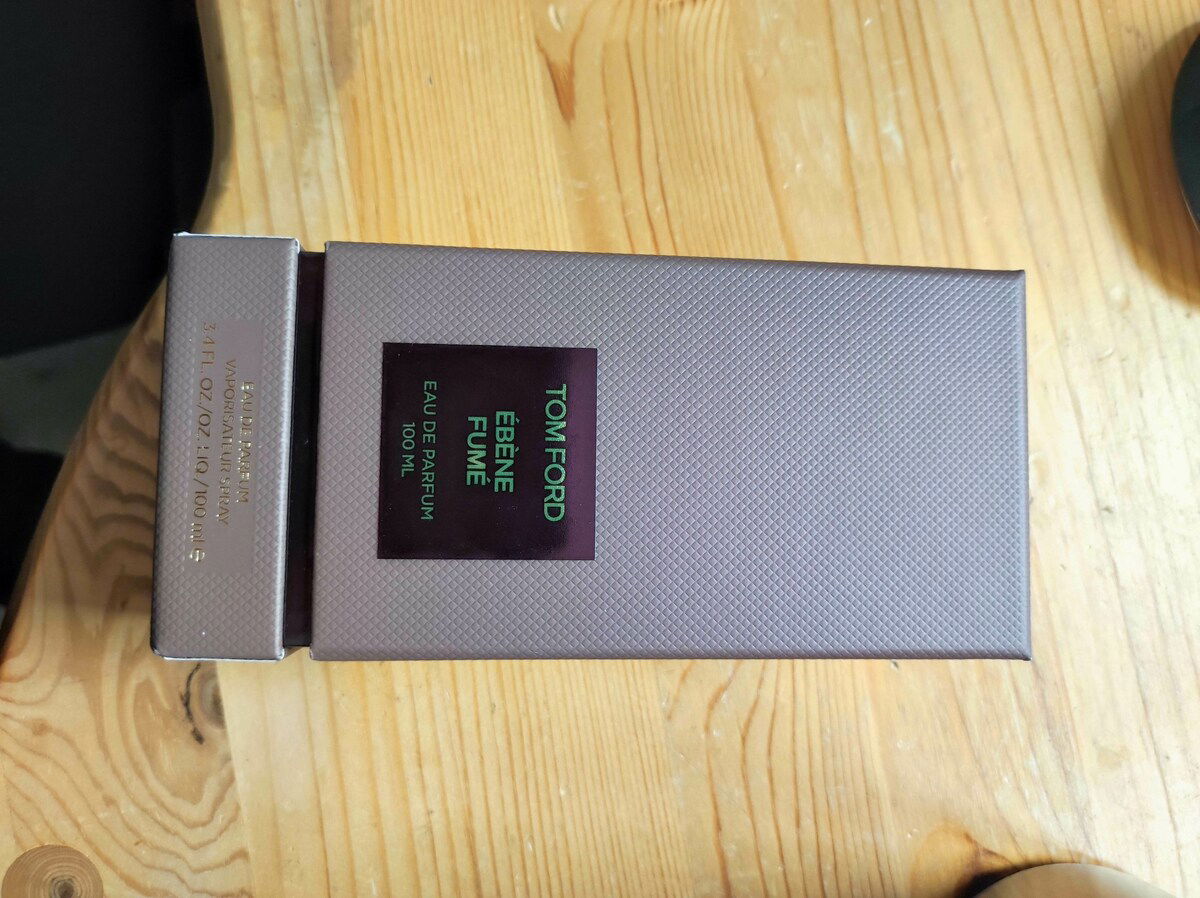 TOM FORD
ÉBÈNE
FUMÉ
EAU DE PARFUM
100 ML
EAU DE PARFUM
VAPORISATEUR SPRAY
3.4 FL. OZ./OZ. LIQ / 100 ml ℮